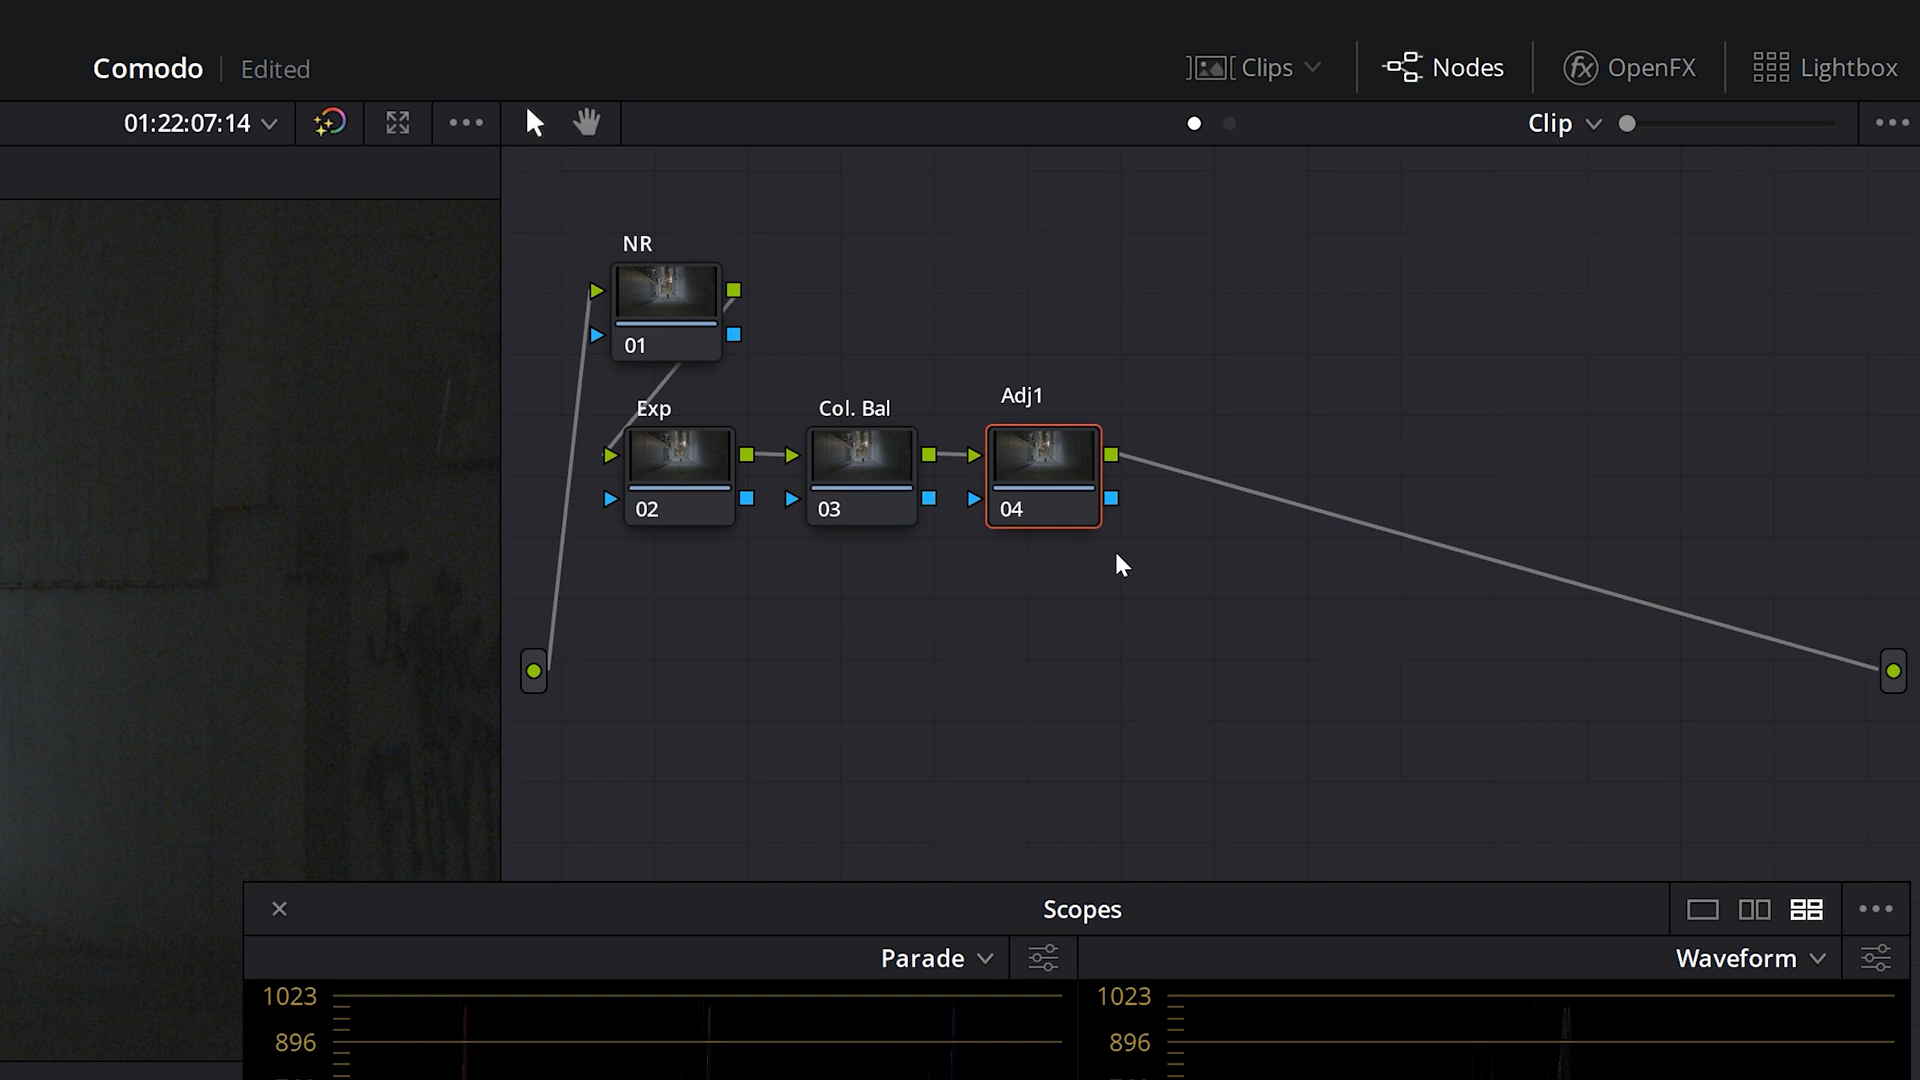 Comodo
Edited
Clips
Nodes
fx OpenFX
Lightbox
01:22:07:14
Clip
NR
01
Exp
Col. Bal
Adj1
02
03
04
Scopes
Parade
Waveform
1023
1023
896
896